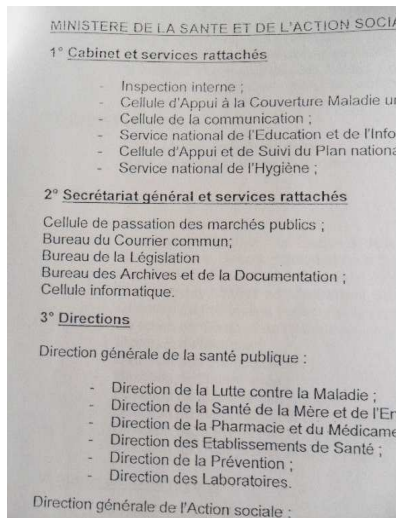 MINISTERE DE LA SANTE ET DE L'ACTION
1° Cabinet et services rattachés
- Inspection interne ;
- Cellule d'Appui à la Couverture Maladie
- Cellule de la communication ;
- Service national de l'Education et de
- Cellule d'Appui et de Suivi du Plan
- Service national de l'Hygiène ;
2° Secrétariat général et services rattachés
Cellule de passation des marchés publics ;
Bureau du Courrier commun;
Bureau de la Législation
Bureau des Archives et de la Documentation ;
Cellule informatique.
3° Directions
Direction générale de la santé publique :
- Direction de la Lutte contre la Maladie ;
- Direction de la Santé de la Mère et de
- Direction de la Pharmacie et du
- Direction des Etablissements de Santé ;
- Direction de la Prévention ;
- Direction des Laboratoires.
Direction générale de l'Action sociale :